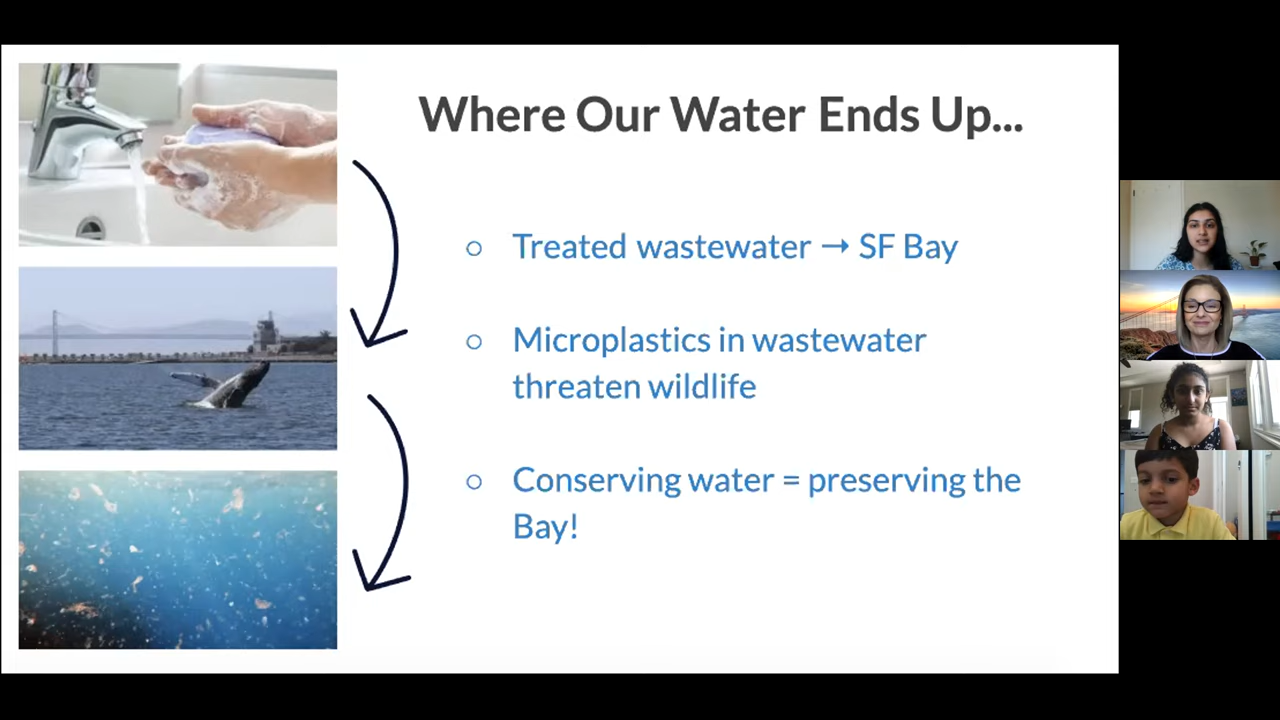 Where Our Water Ends Up...
○ Treated wastewater → SF Bay
○ Microplastics in wastewater
threaten wildlife
○ Conserving water = preserving the
Bay!